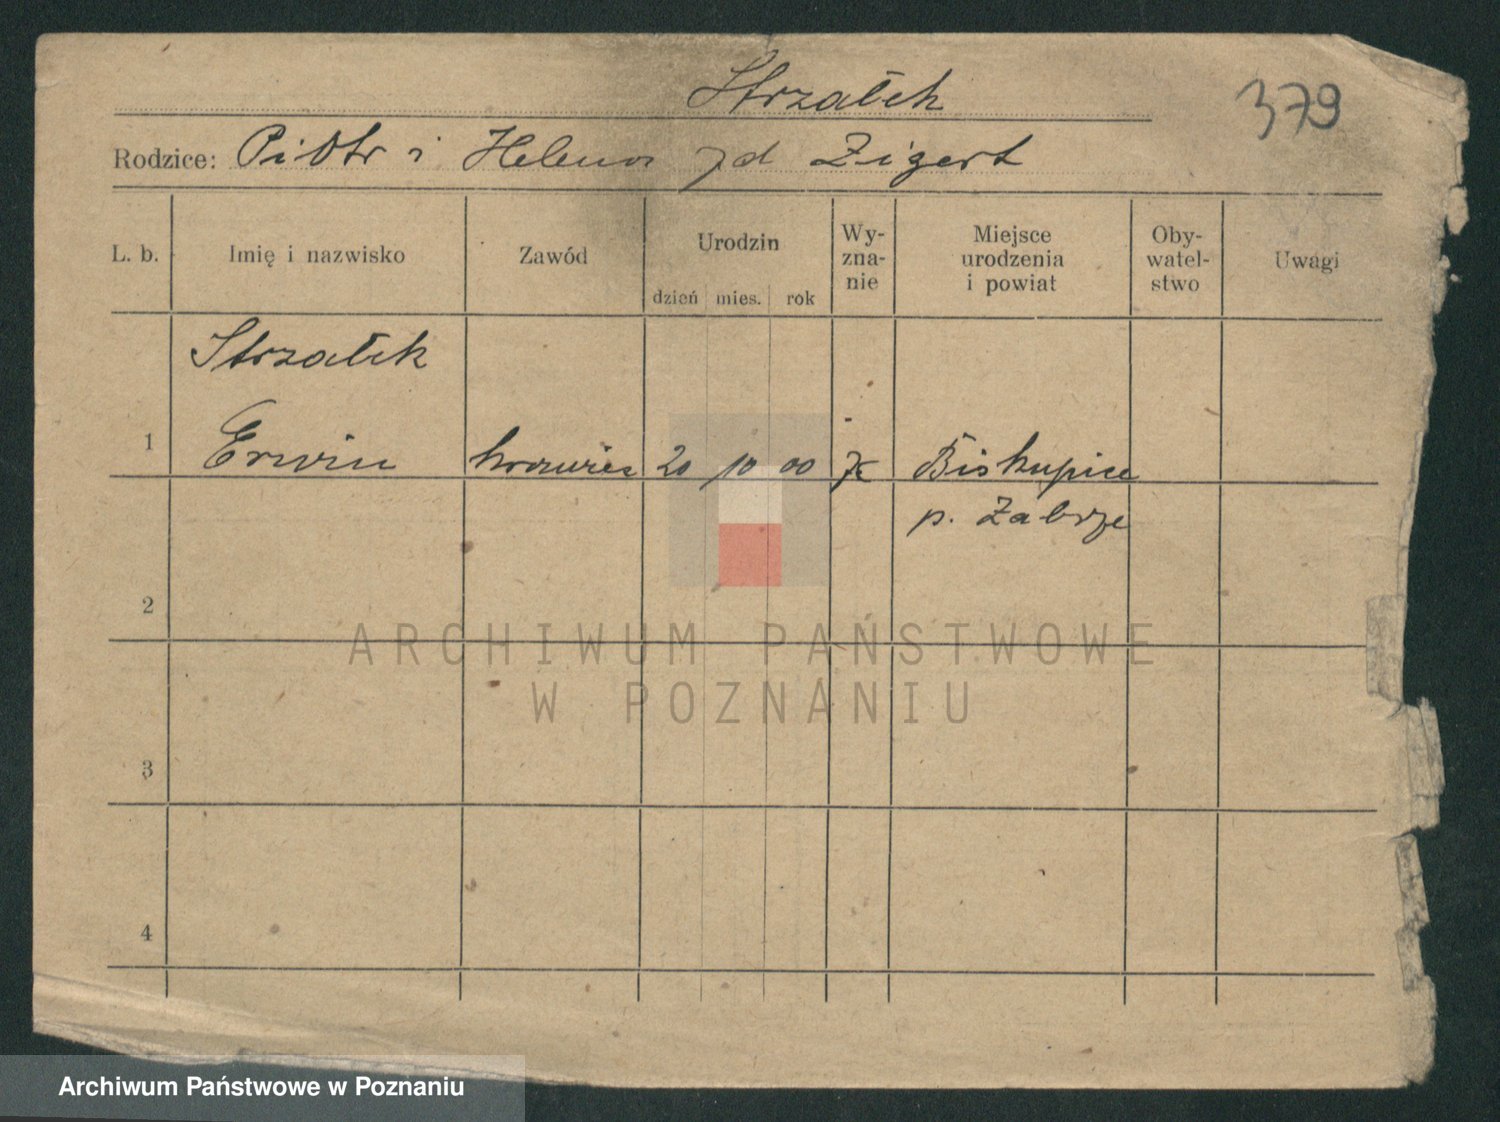 Strzałek
379
Rodzice: Piotr i Helena zd Zigert
L. b. Imię i nazwisko Zawód Urodzin dzień mies. rok Wy-zna-nie Miejsce urodzenia i powiat Oby-watel-stwo Uwagi
Strzałek
1 Erwin krawiec 20 10 00 K Biskupice
p. Zabrze
2
ARCHIWUM PAŃSTWOWE
W POZNANIU
3
4
Archiwum Państwowe w Poznaniu